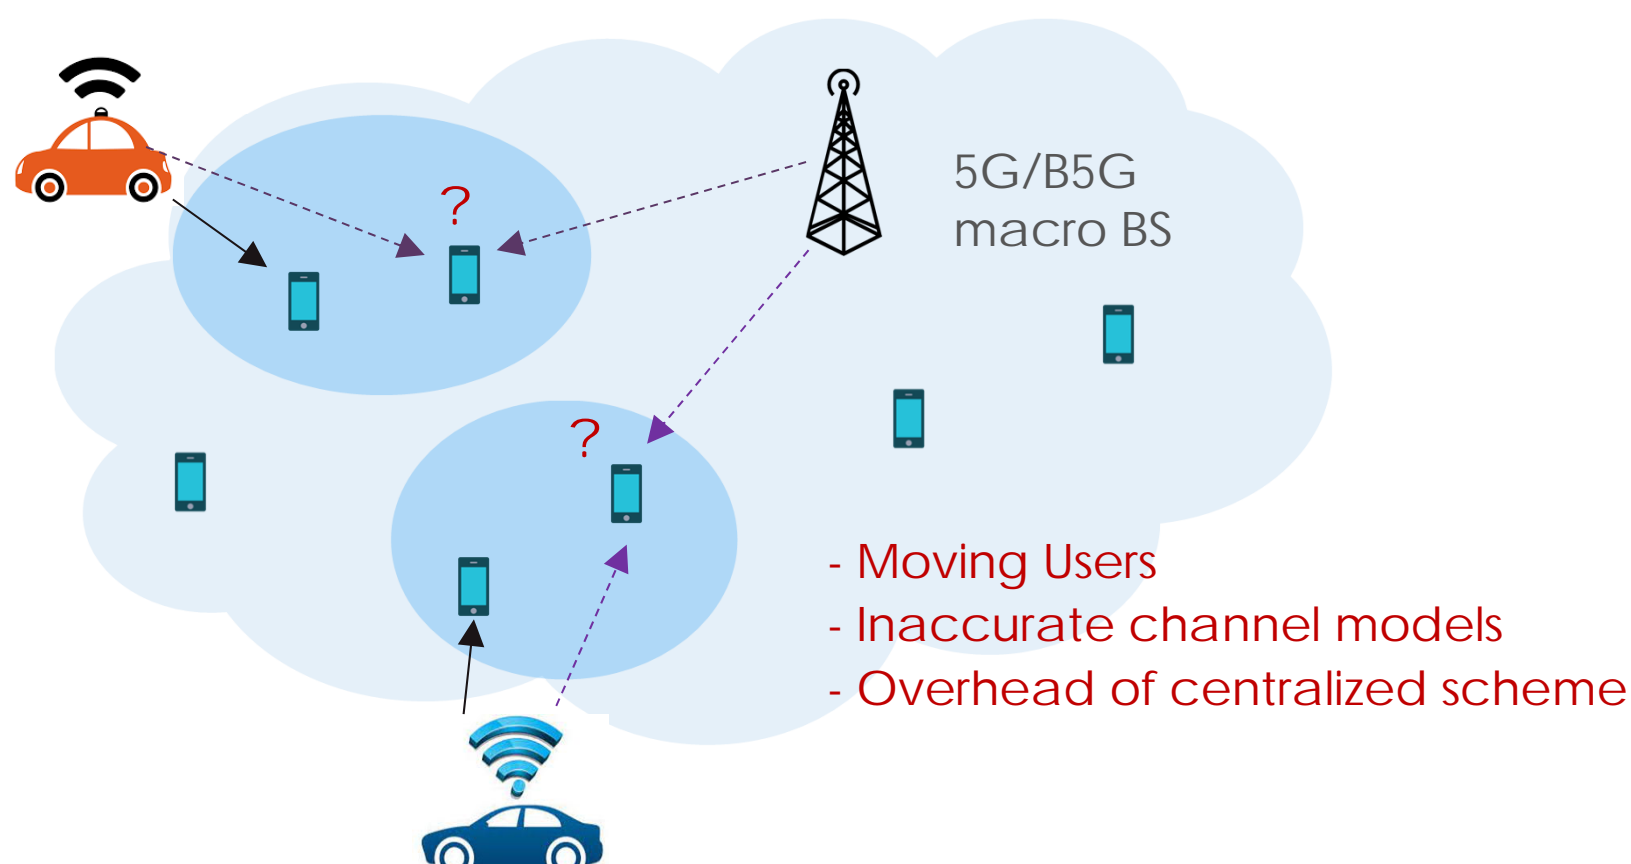 ?
5G/B5G
macro BS
?
- Moving Users
- Inaccurate channel models
- Overhead of centralized scheme